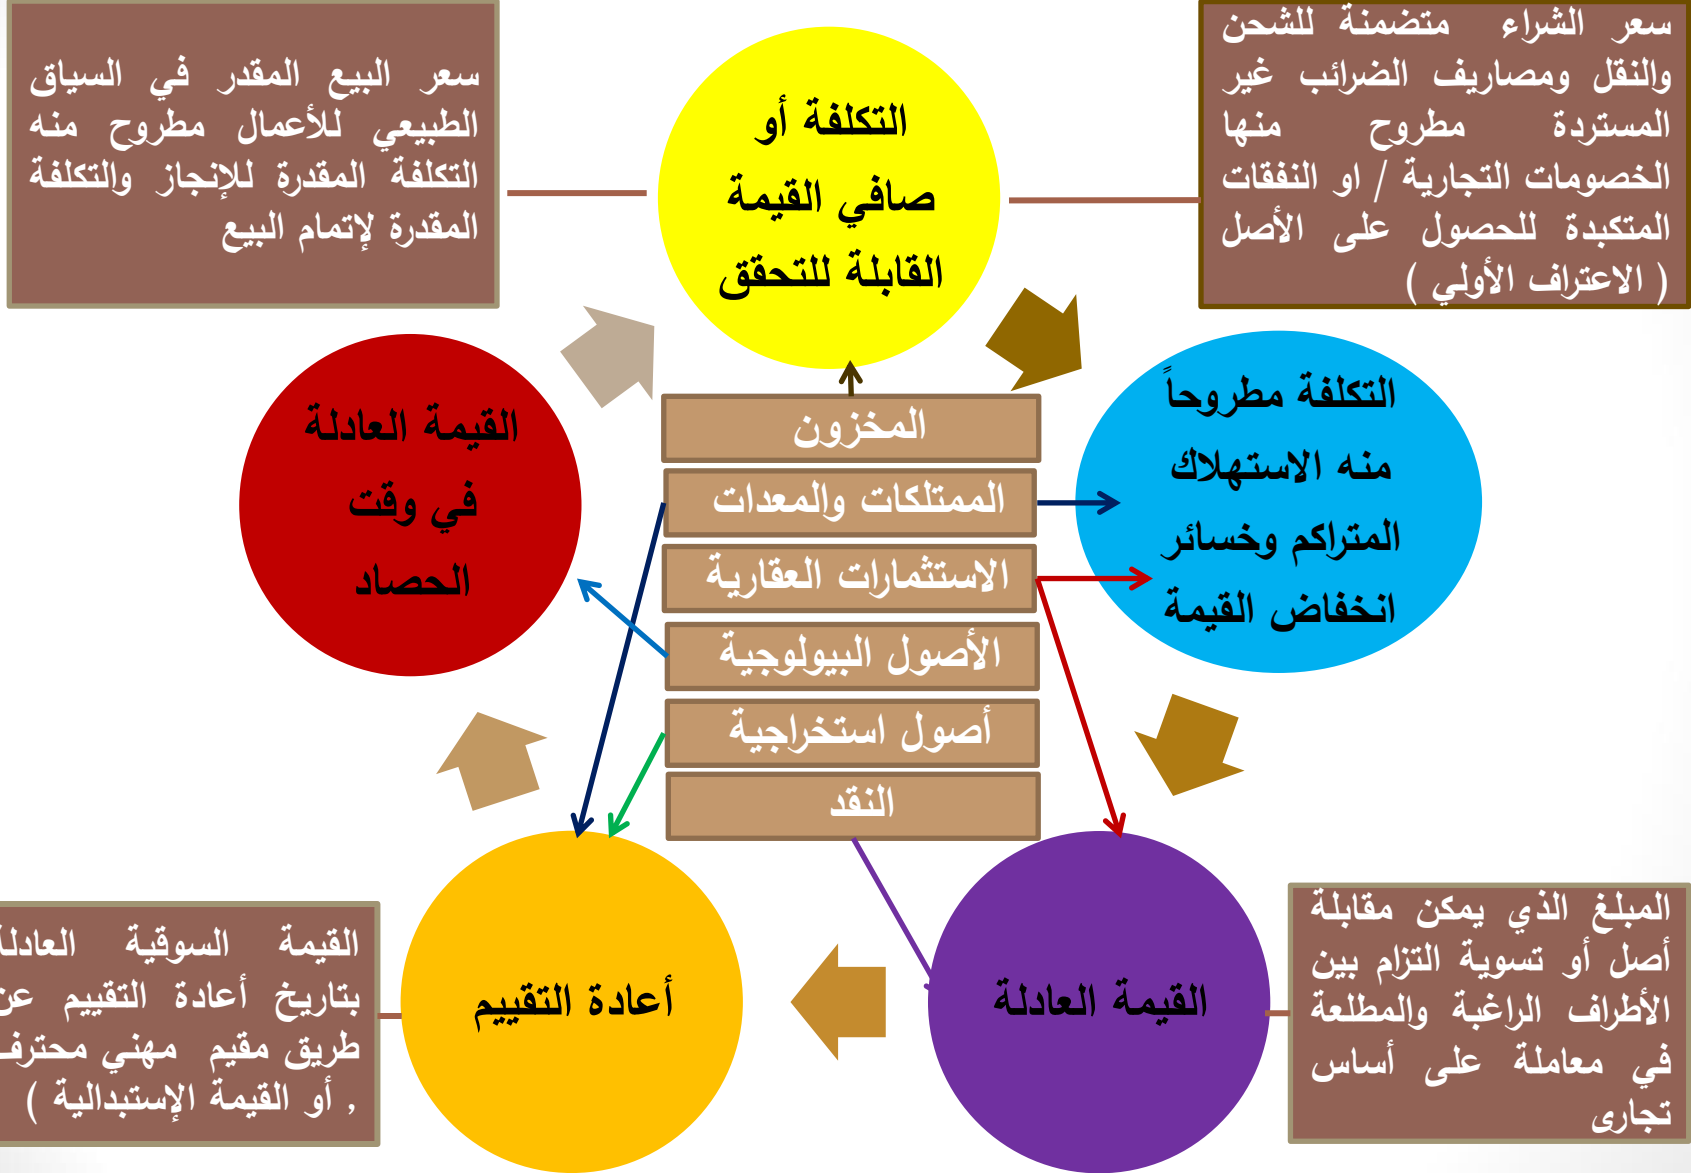 سعر الشراء متضمنة للشحن
والنقل ومصاريف الضرائب غير
المستردة مطروح منها
الخصومات التجارية / او النفقات
المتكبدة للحصول على الأصل
( الاعتراف الأولي )
التكلفة أو
صافي القيمة
القابلة للتحقق
سعر البيع المقدر في السياق
الطبيعي للأعمال مطروح منه
التكلفة المقدرة للإنجاز والتكلفة
المقدرة لإتمام البيع
التكلفة مطروحاً
منه الاستهلاك
المتراكم وخسائر
انخفاض القيمة
المخزون
الممتلكات والمعدات
الاستثمارات العقارية
الأصول البيولوجية
أصول استخراجية
النقد
القيمة العادلة
في وقت
الحصاد
المبلغ الذي يمكن مقابلة
أصل أو تسوية التزام بين
الأطراف الراغبة والمطلعة
في معاملة على أساس
تجارى
القيمة العادلة
أعادة التقييم
القيمة السوقية العادلة
بتاريخ أعادة التقييم عن
طريق مقيم مهني محترف
, أو القيمة الإستبدالية )